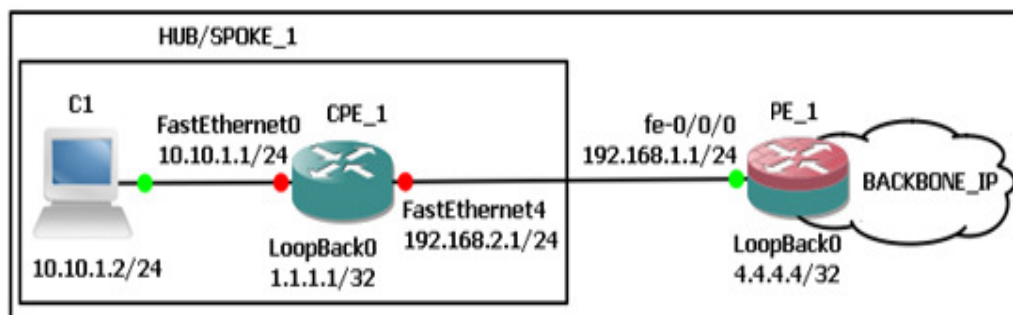 HUB/SPOKE_1
C1
CPE_1
PE_1
FastEthernet0
10.10.1.1/24
fe-0/0/0
192.168.1.1/24
BACKBONE_IP
FastEthernet4
192.168.2.1/24
10.10.1.2/24
LoopBack0
1.1.1.1/32
LoopBack0
4.4.4.4/32